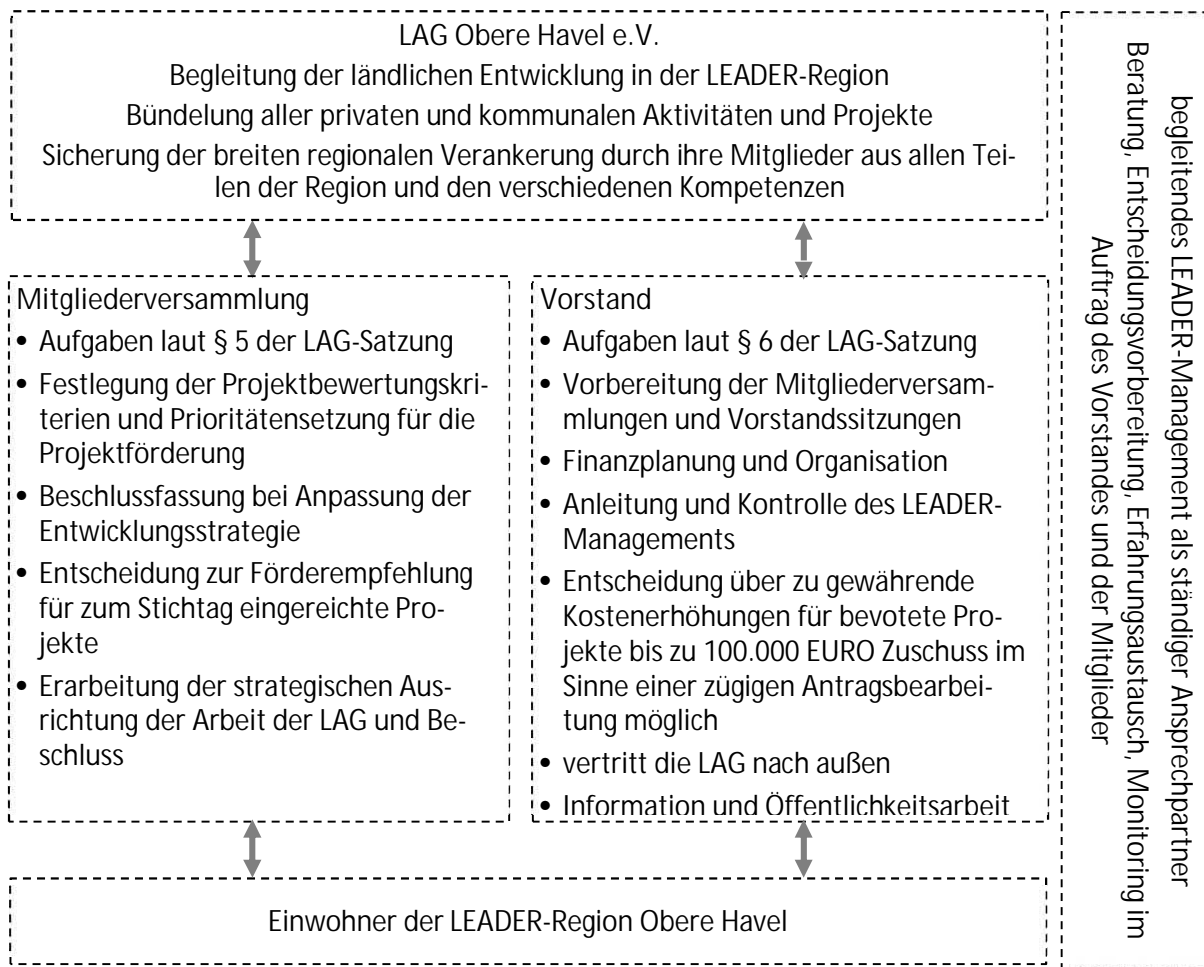 LAG Obere Havel e.V.
Begleitung der ländlichen Entwicklung in der LEADER-Region
Bündelung aller privaten und kommunalen Aktivitäten und Projekte
Sicherung der breiten regionalen Verankerung durch ihre Mitglieder aus allen Tei-
len der Region und den verschiedenen Kompetenzen
Mitgliederversammlung
• Aufgaben laut § 5 der LAG-Satzung
• Festlegung der Projektbewertungskri-
terien und Prioritätensetzung für die
Projektförderung
• Beschlussfassung bei Anpassung der
Entwicklungsstrategie
• Entscheidung zur Förderempfehlung
für zum Stichtag eingereichte Pro-
jekte
• Erarbeitung der strategischen Aus-
richtung der Arbeit der LAG und Be-
schluss
Vorstand
• Aufgaben laut § 6 der LAG-Satzung
• Vorbereitung der Mitgliederversam-
mlungen und Vorstandssitzungen
• Finanzplanung und Organisation
• Anleitung und Kontrolle des LEADER-
Managements
• Entscheidung über zu gewährende
Kostenerhöhungen für bevotete Pro-
jekte bis zu 100.000 EURO Zuschuss im
Sinne einer zügigen Antragsbearbei-
tung möglich
• vertritt die LAG nach außen
• Information und Öffentlichkeitsarbeit
Einwohner der LEADER-Region Obere Havel
begleitendes LEADER-Management als ständiger Ansprechpartner
Beratung, Entscheidungsvorbereitung, Erfahrungsaustausch, Monitoring im
Auftrag des Vorstandes und der Mitglieder